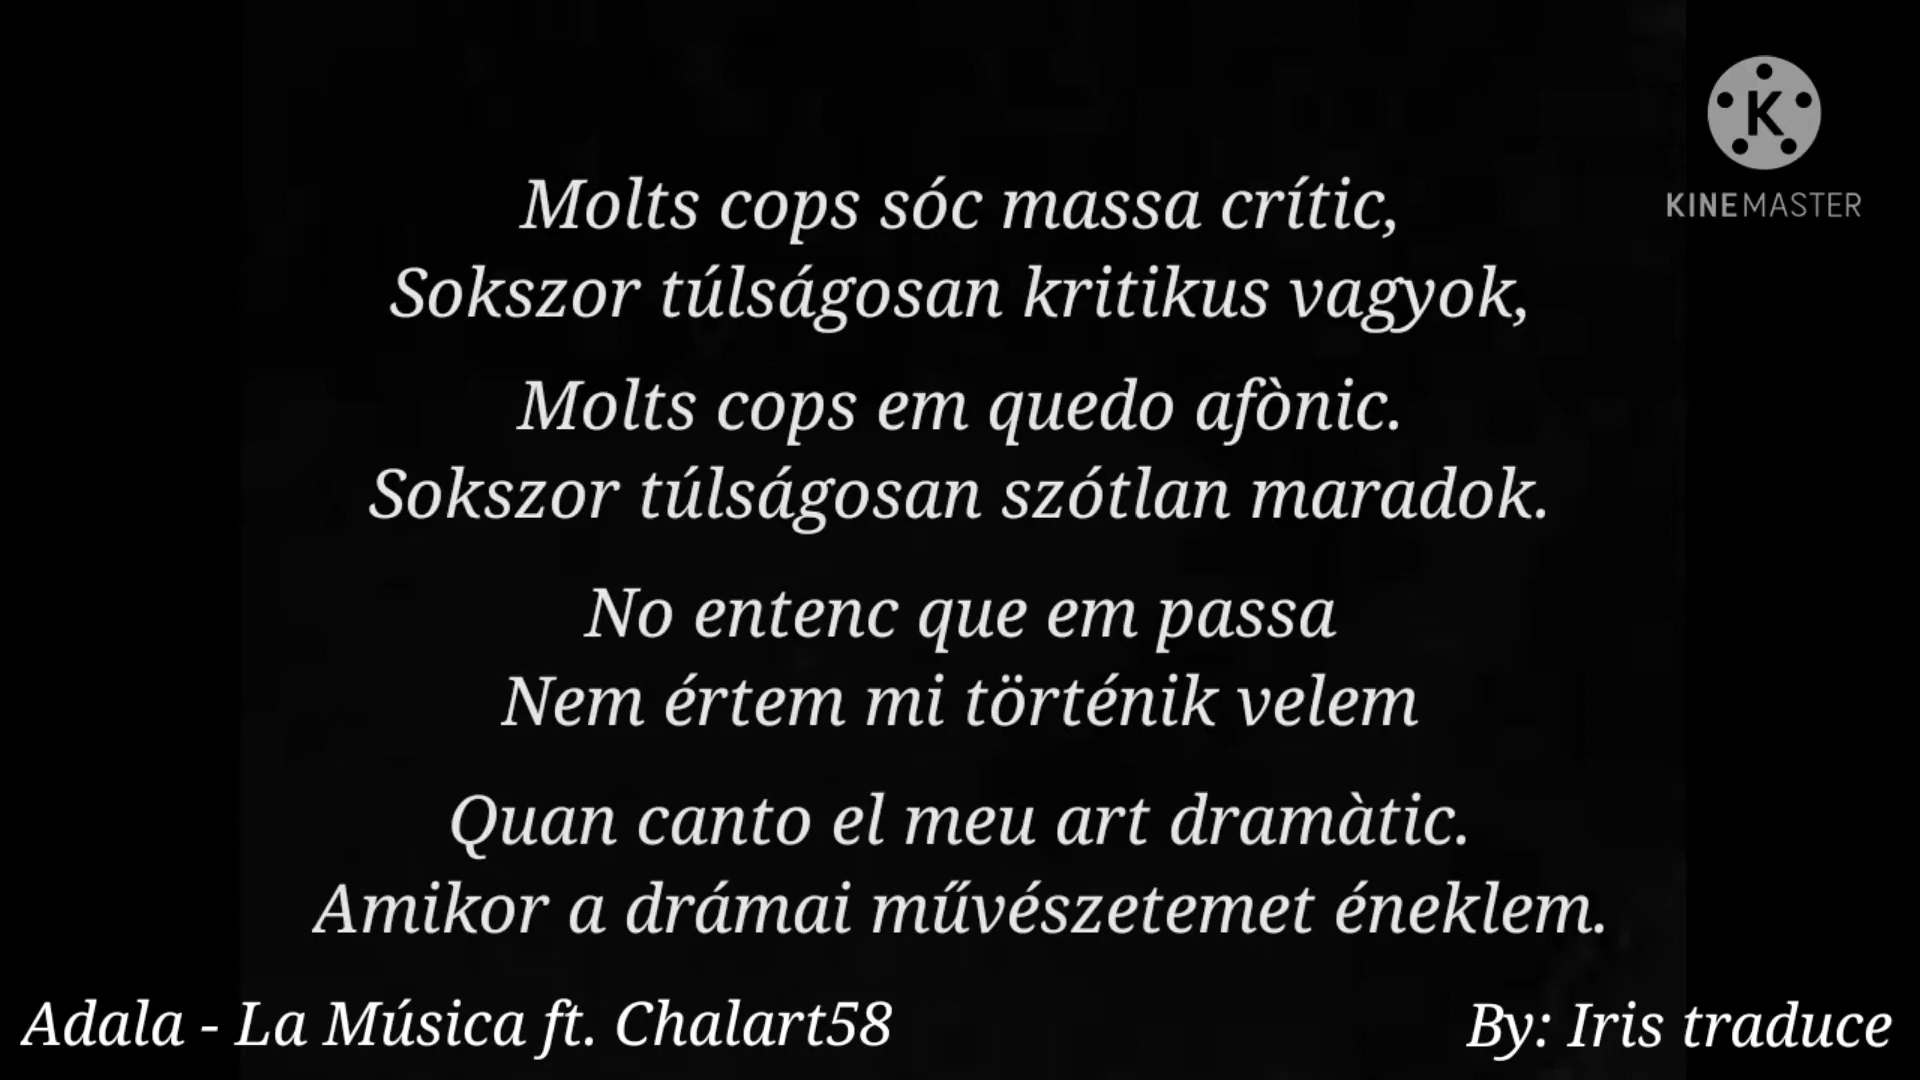 K
KINEMASTER
Molts cops sóc massa crític,
Sokszor túlságosan kritikus vagyok,
Molts cops em quedo afònic.
Sokszor túlságosan szótlan maradok.
No entenc que em passa
Nem értem mi történik velem
Quan canto el meu art dramàtic.
Amikor a drámai művészetemet éneklem.
Adala - La Música ft. Chalart58
By: Iris traduce